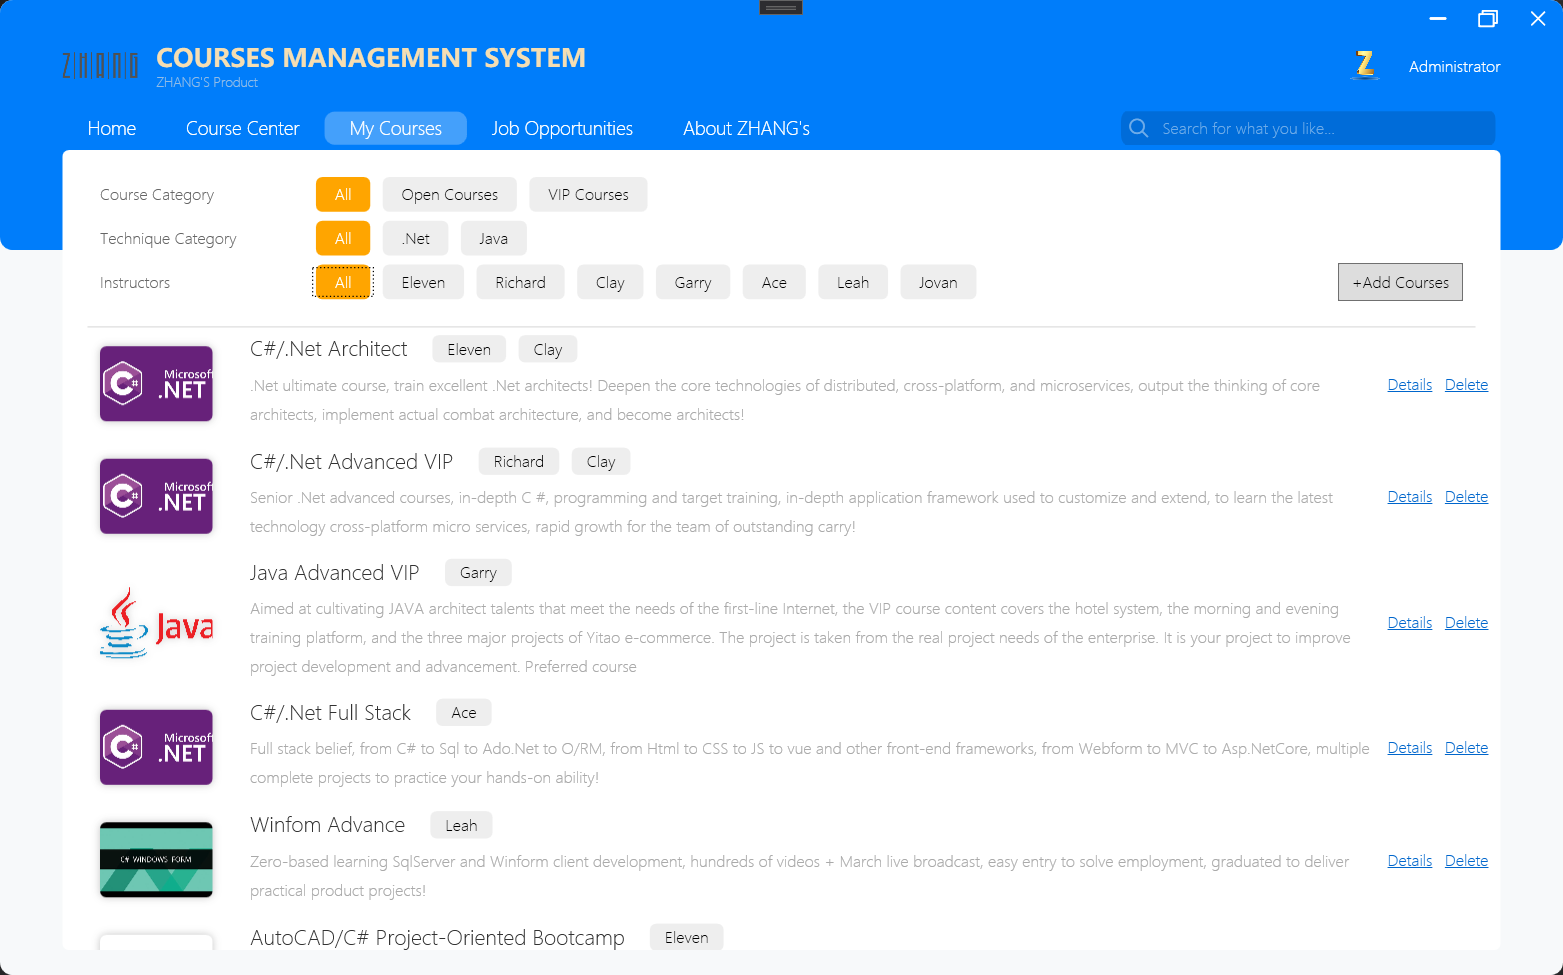 ZHANG
COURSES MANAGEMENT SYSTEM
ZHANG'S Product
Z
Administrator
Home
Course Center
My Courses
Job Opportunities
About ZHANG's
Search for what you like...
Course Category
All
Open Courses
VIP Courses
Technique Category
All
.Net
Java
Instructors
All
Eleven
Richard
Clay
Garry
Ace
Leah
Jovan
+Add Courses
C#
Microsoft
.NET
C#/.Net Architect
Eleven
Clay
.Net ultimate course, train excellent .Net architects! Deepen the core technologies of distributed, cross-platform, and microservices, output the thinking of core
architects, implement actual combat architecture, and become architects!
Details
Delete
C#
Microsoft
.NET
C#/.Net Advanced VIP
Richard
Clay
Senior .Net advanced courses, in-depth C #, programming and target training, in-depth application framework used to customize and extend, to learn the latest
technology cross-platform micro services, rapid growth for the team of outstanding carry!
Details
Delete
Java
Java Advanced VIP
Garry
Aimed at cultivating JAVA architect talents that meet the needs of the first-line Internet, the VIP course content covers the hotel system, the morning and evening
training platform, and the three major projects of Yitao e-commerce. The project is taken from the real project needs of the enterprise. It is your project to improve
project development and advancement. Preferred course
Details
Delete
C#
Microsoft
.NET
C#/.Net Full Stack
Ace
Full stack belief, from C# to Sql to Ado.Net to O/RM, from Html to CSS to JS to vue and other front-end frameworks, from Webform to MVC to Asp.NetCore, multiple
complete projects to practice your hands-on ability!
Details
Delete
C# WINDOWS FORM
Winfom Advance
Leah
Zero-based learning SqlServer and Winform client development, hundreds of videos + March live broadcast, easy entry to solve employment, graduated to deliver
practical product projects!
Details
Delete
AutoCAD/C# Project-Oriented Bootcamp
Eleven